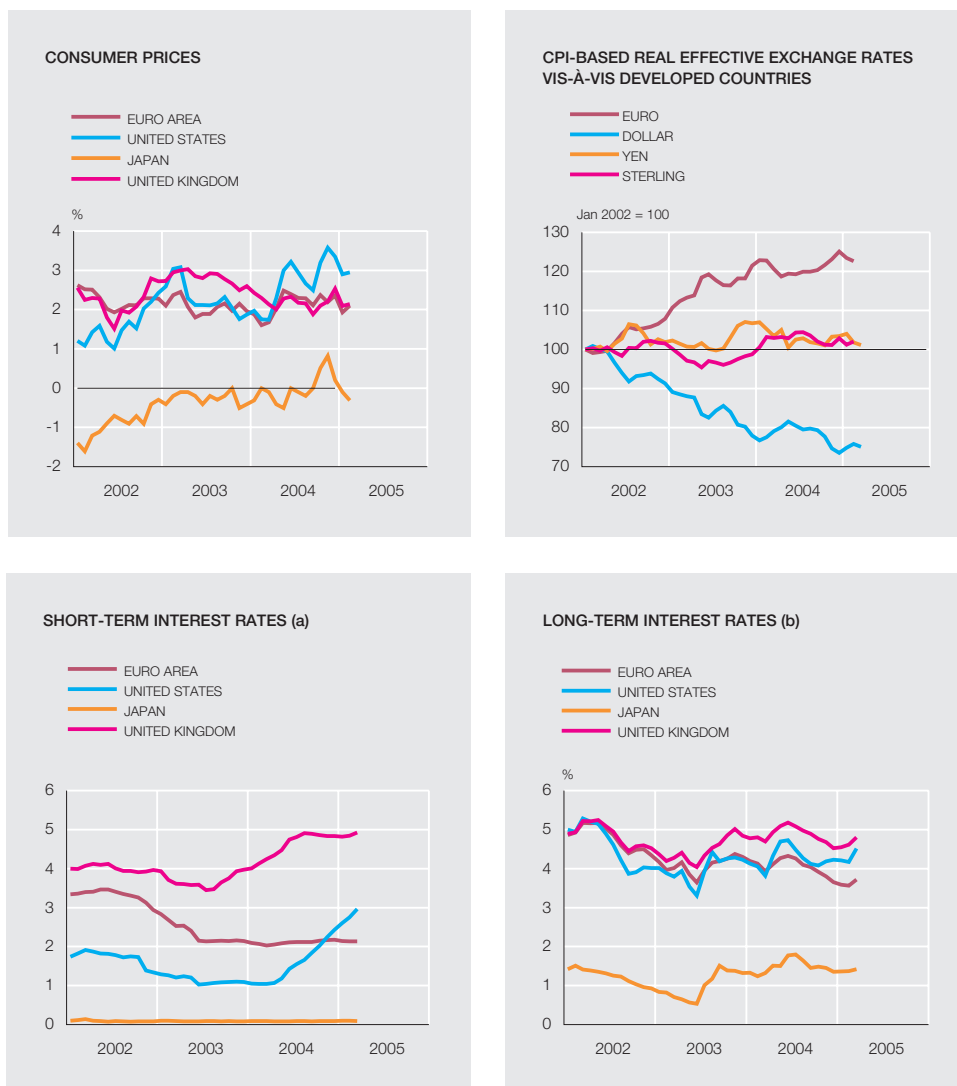 CONSUMER PRICES
EURO AREA
UNITED STATES
JAPAN
UNITED KINGDOM
%
4
3
2
1
0
-1
-2
2002 2003 2004 2005
CPI-BASED REAL EFFECTIVE EXCHANGE RATES
VIS-À-VIS DEVELOPED COUNTRIES
EURO
DOLLAR
YEN
STERLING
Jan 2002 = 100
130
120
110
100
90
80
70
2002 2003 2004 2005
SHORT-TERM INTEREST RATES (a)
EURO AREA
UNITED STATES
JAPAN
UNITED KINGDOM
6
5
4
3
2
1
0
2002 2003 2004 2005
LONG-TERM INTEREST RATES (b)
EURO AREA
UNITED STATES
JAPAN
UNITED KINGDOM
%
6
5
4
3
2
1
0
2002 2003 2004 2005